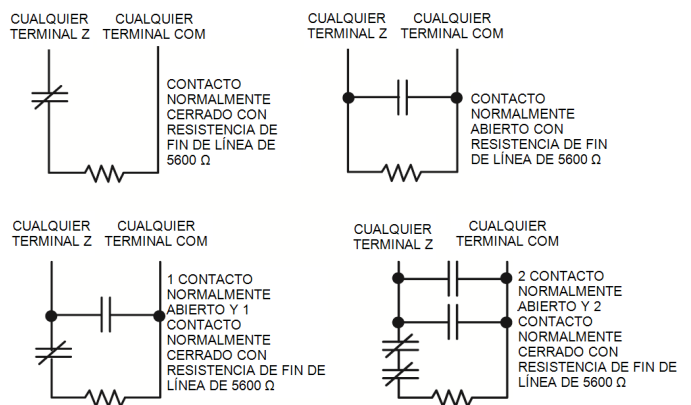 CUALQUIER
TERMINAL Z
CUALQUIER
TERMINAL COM
CONTACTO
NORMALMENTE
CERRADO CON
RESISTENCIA DE
FIN DE LÍNEA DE
5600 Ω
CUALQUIER
TERMINAL Z
CUALQUIER
TERMINAL COM
CONTACTO
NORMALMENTE
ABIERTO CON
RESISTENCIA DE FIN
DE LÍNEA DE 5600 Ω
CUALQUIER
TERMINAL Z
CUALQUIER
TERMINAL COM
1 CONTACTO
NORMALMENTE
ABIERTO Y 1
CONTACTO
NORMALMENTE
CERRADO CON
RESISTENCIA DE FIN DE
LÍNEA DE 5600 Ω
CUALQUIER
TERMINAL Z
CUALQUIER
TERMINAL COM
2 CONTACTO
NORMALMENTE
ABIERTO Y 2
CONTACTO
NORMALMENTE
CERRADO CON
RESISTENCIA DE FIN DE
LÍNEA DE 5600 Ω